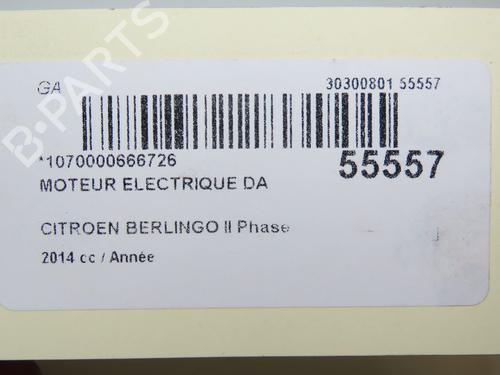 B-PARTS
GA
30300801 55557
*1070000666726
55557
MOTEUR ELECTRIQUE DA
CITROEN BERLINGO II Phase
2014 cc / Année